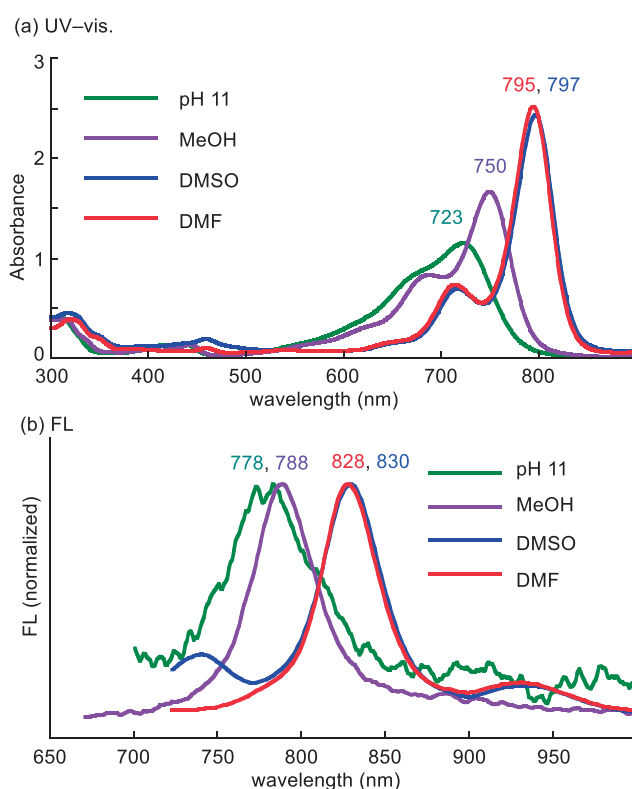 (a) UV–vis.
3
2
1
0
Absorbance
pH 11
MeOH
DMSO
DMF
795, 797
750
723
300 400 500 600 700 800
wavelength (nm)
(b) FL
778, 788 828, 830
pH 11
MeOH
DMSO
DMF
FL (normalized)
650 700 750 800 850 900 950
wavelength (nm)